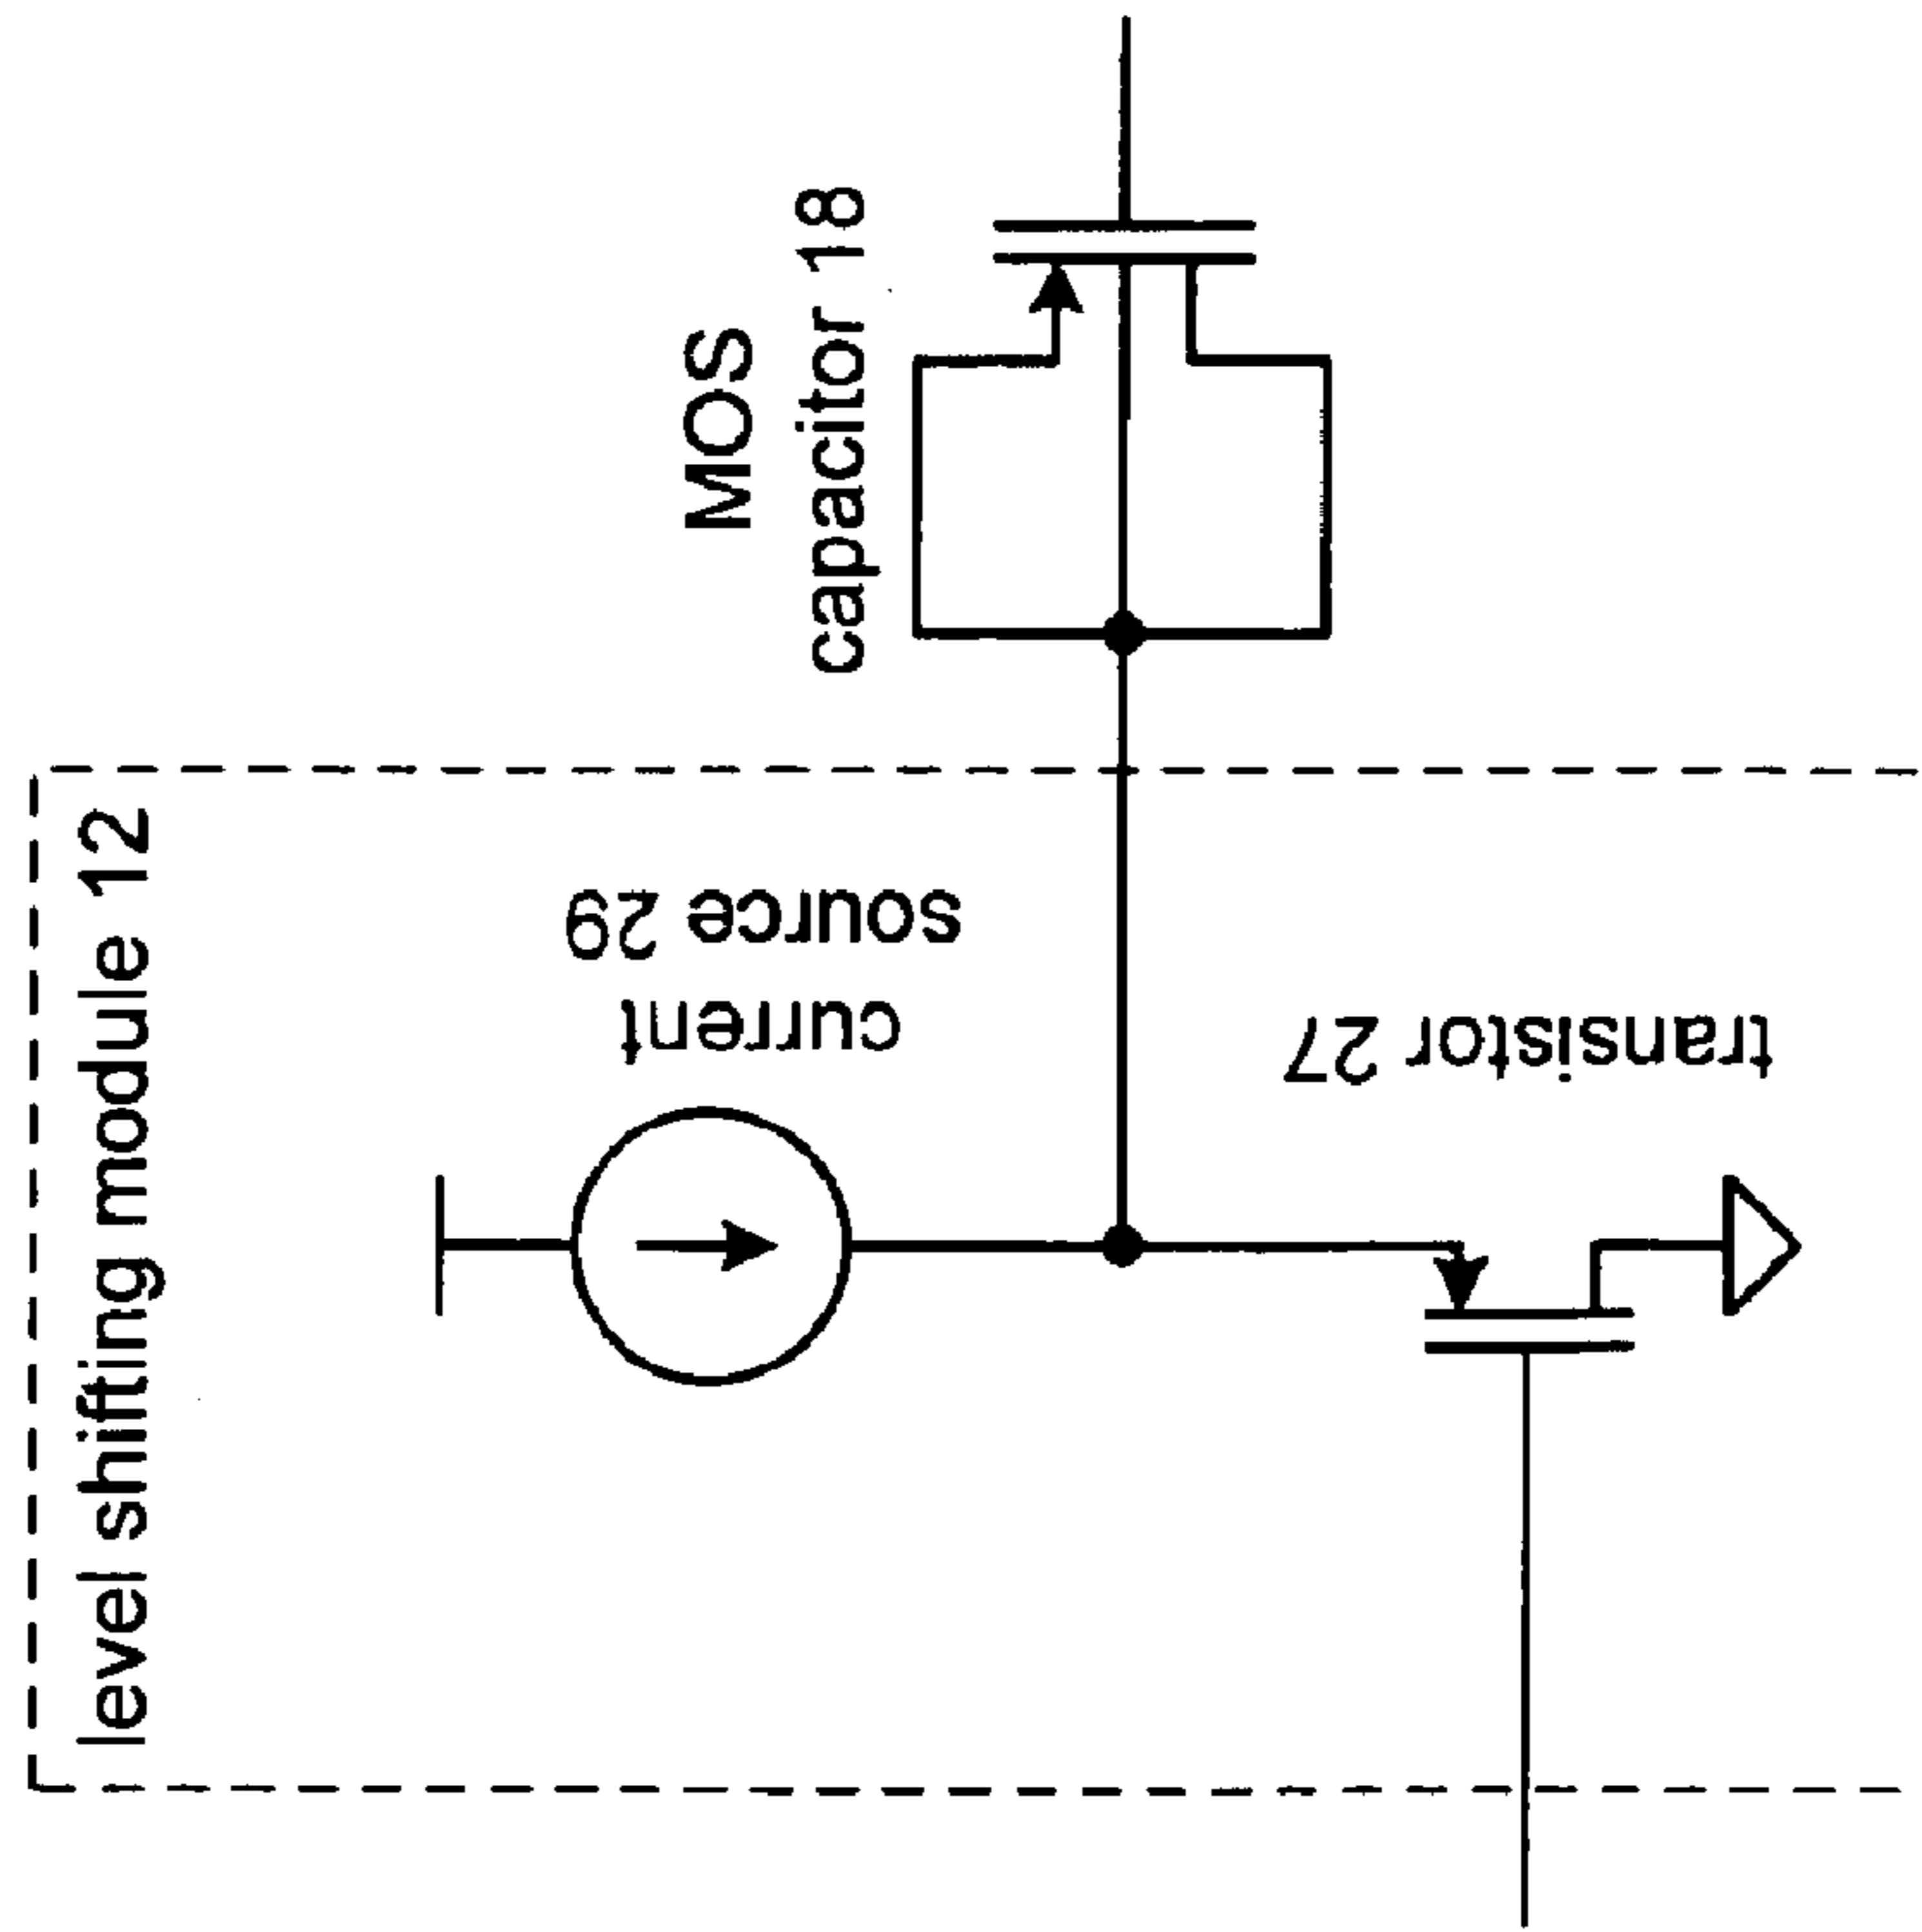 level shifting module 12
current
source 29
transistor 27
MOS
capacitor 18